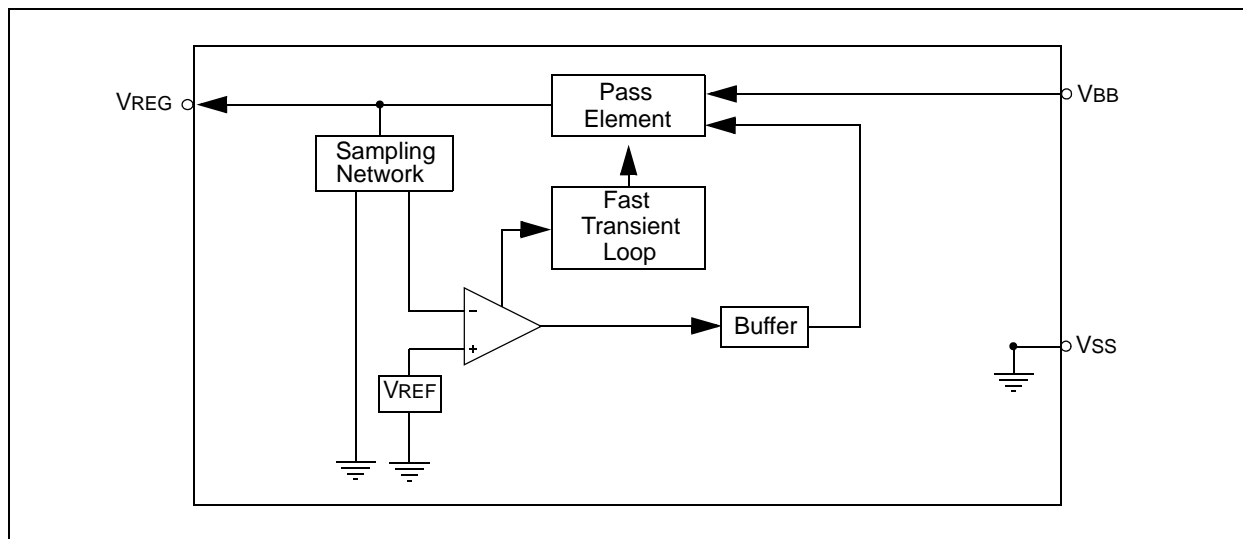 Pass
Element
VREG
VBB
Sampling
Network
Fast
Transient
Loop
-
Buffer
+
VSS
VREF